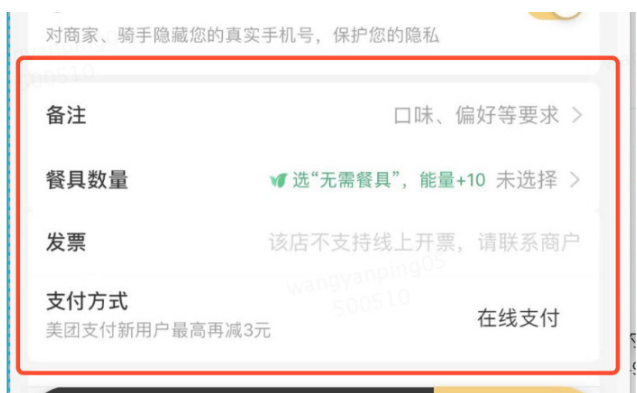 对商家、骑手隐藏您的真实手机号，保护您的隐私
备注 口味、偏好等要求 >
餐具数量 选“无需餐具”，能量+10 未选择 >
发票 该店不支持线上开票，请联系商户
wangyanping05
500510
支付方式
美团支付新用户最高再减3元
在线支付